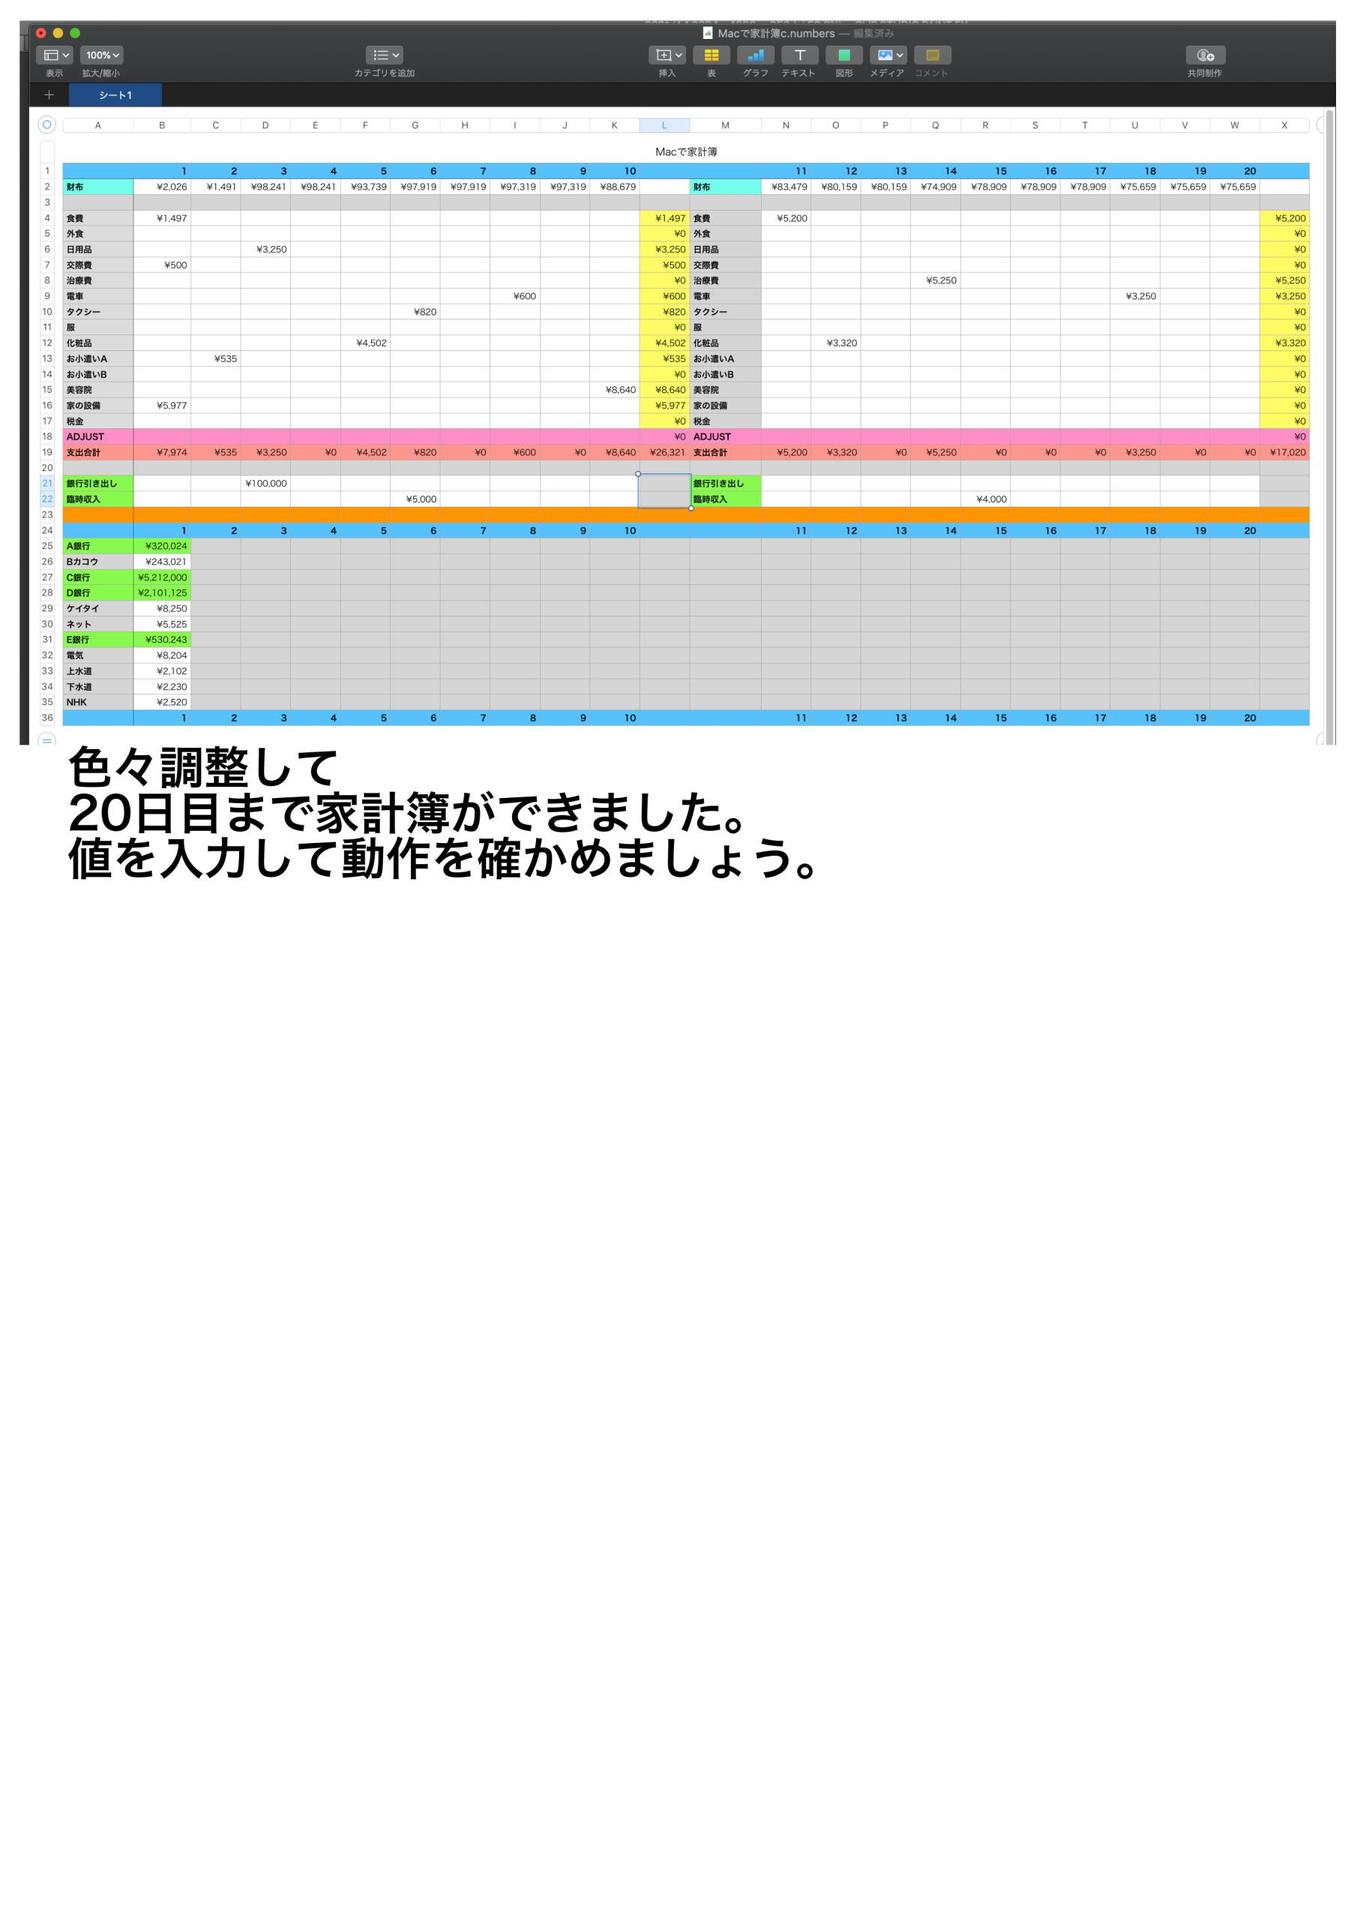 Macで家計簿c.numbers — 編集済み
100%
表示 拡大/縮小 カテゴリを追加 挿入 表 グラフ テキスト 図形 メディア コメント 共同制作
+ シート1
A B C D E F G H I J K L M N O P Q R S T U V W X
Macで家計簿
1 1 2 3 4 5 6 7 8 9 10 11 12 13 14 15 16 17 18 19 20
2 財布 ¥2,026 ¥1,491 ¥98,241 ¥98,241 ¥93,739 ¥97,919 ¥97,919 ¥97,319 ¥97,319 ¥88,679 財布 ¥83,479 ¥80,159 ¥80,159 ¥74,909 ¥78,909 ¥78,909 ¥78,909 ¥75,659 ¥75,659 ¥75,659
3
4 食費 ¥1,497 ¥1,497 食費 ¥5,200 ¥5,200
5 外食 ¥0 外食 ¥0
6 日用品 ¥3,250 ¥3,250 日用品 ¥0
7 交際費 ¥500 ¥500 交際費 ¥0
8 治療費 ¥0 治療費 ¥5,250 ¥5,250
9 電車 ¥600 ¥600 電車 ¥3,250 ¥3,250
10 タクシー ¥820 ¥820 タクシー ¥0
11 服 ¥0 服 ¥0
12 化粧品 ¥4,502 ¥4,502 化粧品 ¥3,320 ¥3,320
13 お小遣いA ¥535 ¥535 お小遣いA ¥0
14 お小遣いB ¥0 お小遣いB ¥0
15 美容院 ¥8,640 ¥8,640 美容院 ¥0
16 家の設備 ¥5,977 ¥5,977 家の設備 ¥0
17 税金 ¥0 税金 ¥0
18 ADJUST ¥0 ADJUST ¥0
19 支出合計 ¥7,974 ¥535 ¥3,250 ¥0 ¥4,502 ¥820 ¥0 ¥600 ¥0 ¥8,640 ¥26,321 支出合計 ¥5,200 ¥3,320 ¥0 ¥5,250 ¥0 ¥0 ¥0 ¥3,250 ¥0 ¥0 ¥17,020
20
21 銀行引き出し ¥100,000 銀行引き出し
22 臨時収入 ¥5,000 臨時収入 ¥4,000
23
24 1 2 3 4 5 6 7 8 9 10 11 12 13 14 15 16 17 18 19 20
25 A銀行 ¥320,024
26 Bカコウ ¥243,021
27 C銀行 ¥5,212,000
28 D銀行 ¥2,101,125
29 ケイタイ ¥8,250
30 ネット ¥5,525
31 E銀行 ¥530,243
32 電気 ¥8,204
33 上水道 ¥2,102
34 下水道 ¥2,230
35 NHK ¥2,520
36 1 2 3 4 5 6 7 8 9 10 11 12 13 14 15 16 17 18 19 20
色々調整して
20日目まで家計簿ができました。
値を入力して動作を確かめましょう。